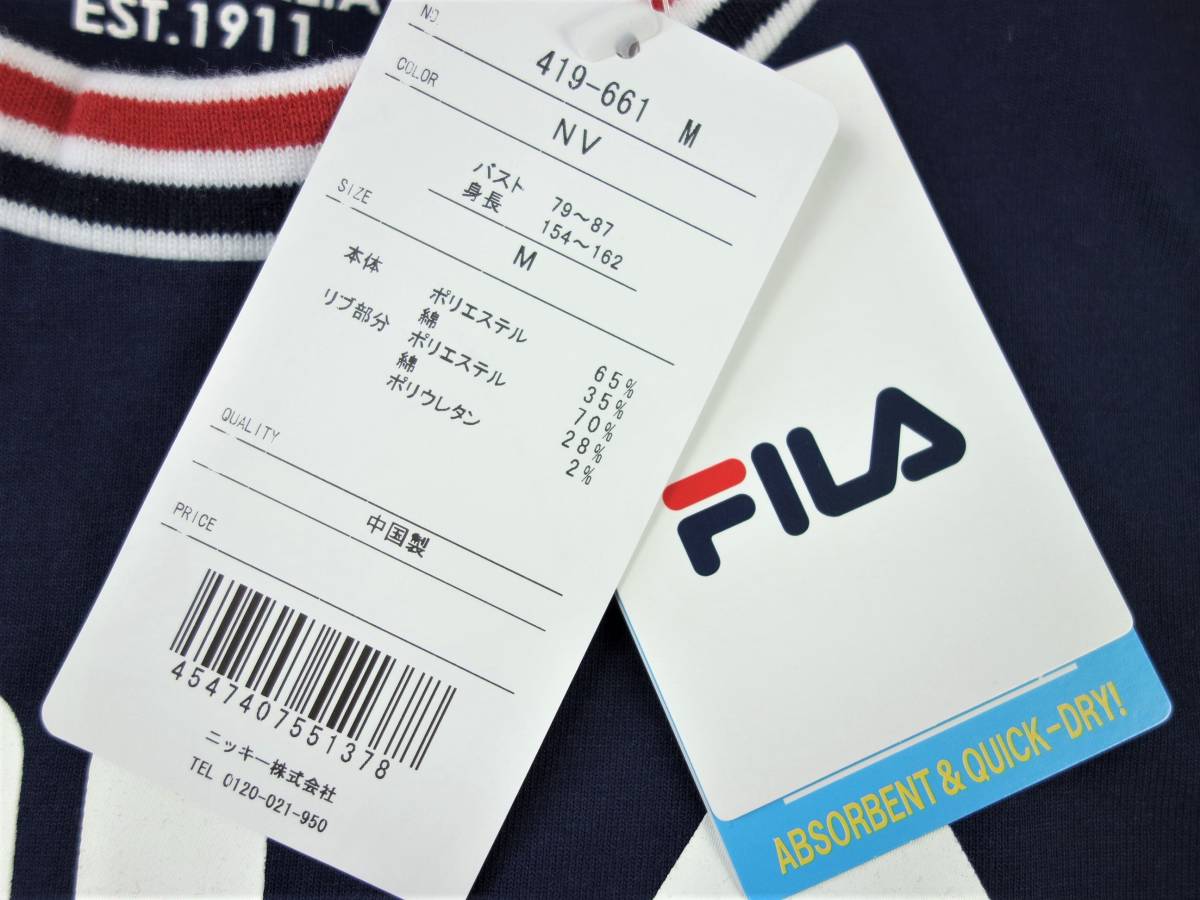 EST.1911
NO
419-661 M
COLOR
NV
バスト 79～87
身長 154～162
SIZE
M
本体 ポリエステル 65%
綿 35%
リブ部分 ポリエステル 70%
綿 28%
ポリウレタン 2%
QUALITY
中国製
PRICE
4547407551378
ニッキー株式会社
TEL 0120-021-950
FILA
ABSORBENT & QUICK-DRY!